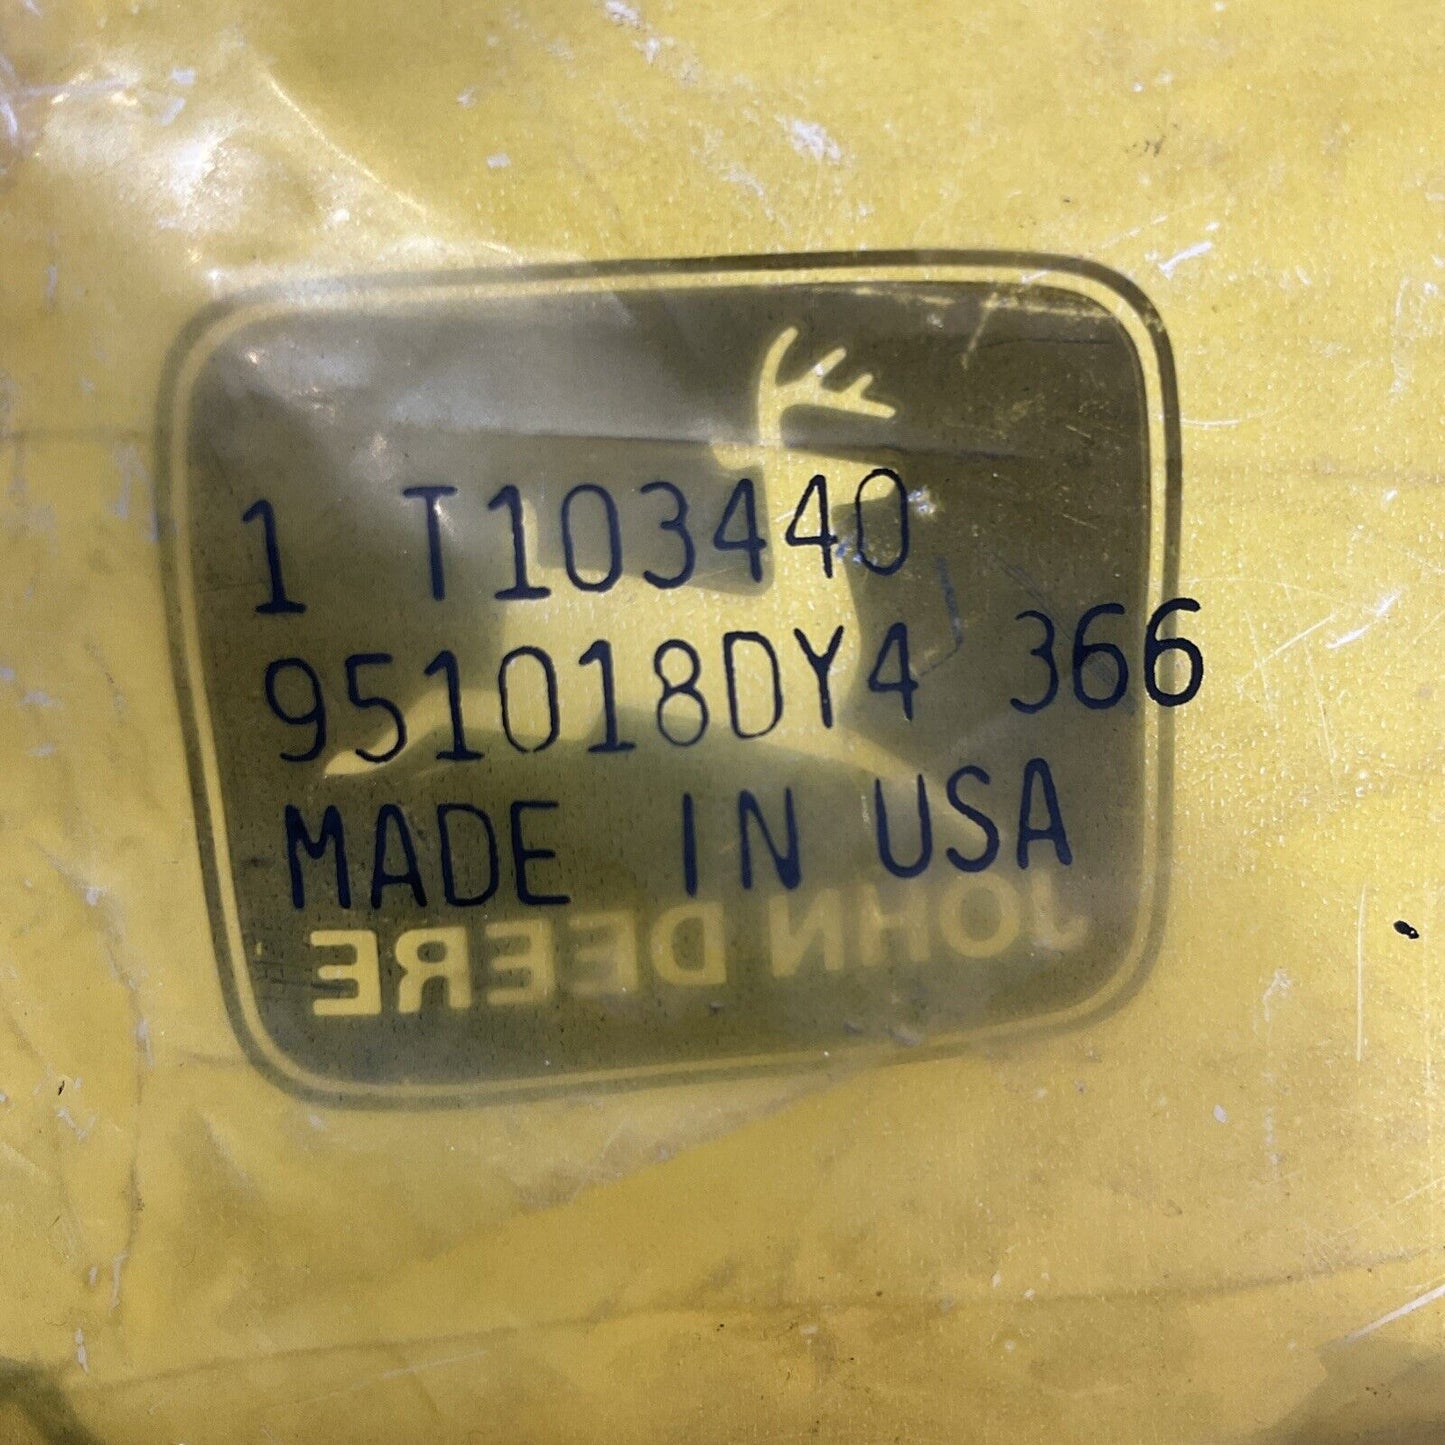 1 T103440
951018DY4 366
MADE IN USA
JOHN DEERE